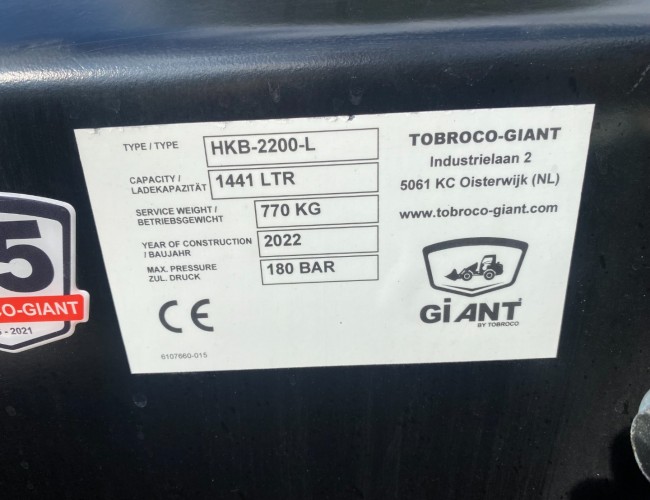 TYPE / TYPE HKB-2200-L
CAPACITY /
LADEKAPAZITÄT 1441 LTR
SERVICE WEIGHT /
BETRIEBSGEWICHT 770 KG
YEAR OF CONSTRUCTION
/ BAUJAHR 2022
MAX. PRESSURE
ZUL. DRUCK 180 BAR
CE
6107660-015
TOBROCO-GIANT
Industrielaan 2
5061 KC Oisterwijk (NL)
www.tobroco-giant.com
GiANT
BY TOBROCO
5
CO-GIANT
- 2021